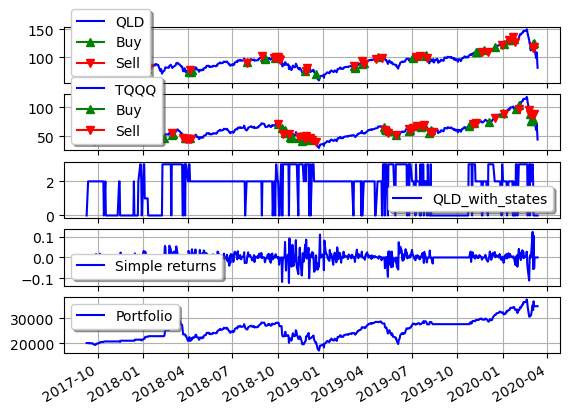 QLD
Buy
Sell
150
100
TQQQ
Buy
Sell
100
50
QLD_with_states
2
0
Simple returns
0.1
0.0
−0.1
Portfolio
30000
20000
2017-10
2018-01
2018-04
2018-07
2018-10
2019-01
2019-04
2019-07
2019-10
2020-01
2020-04